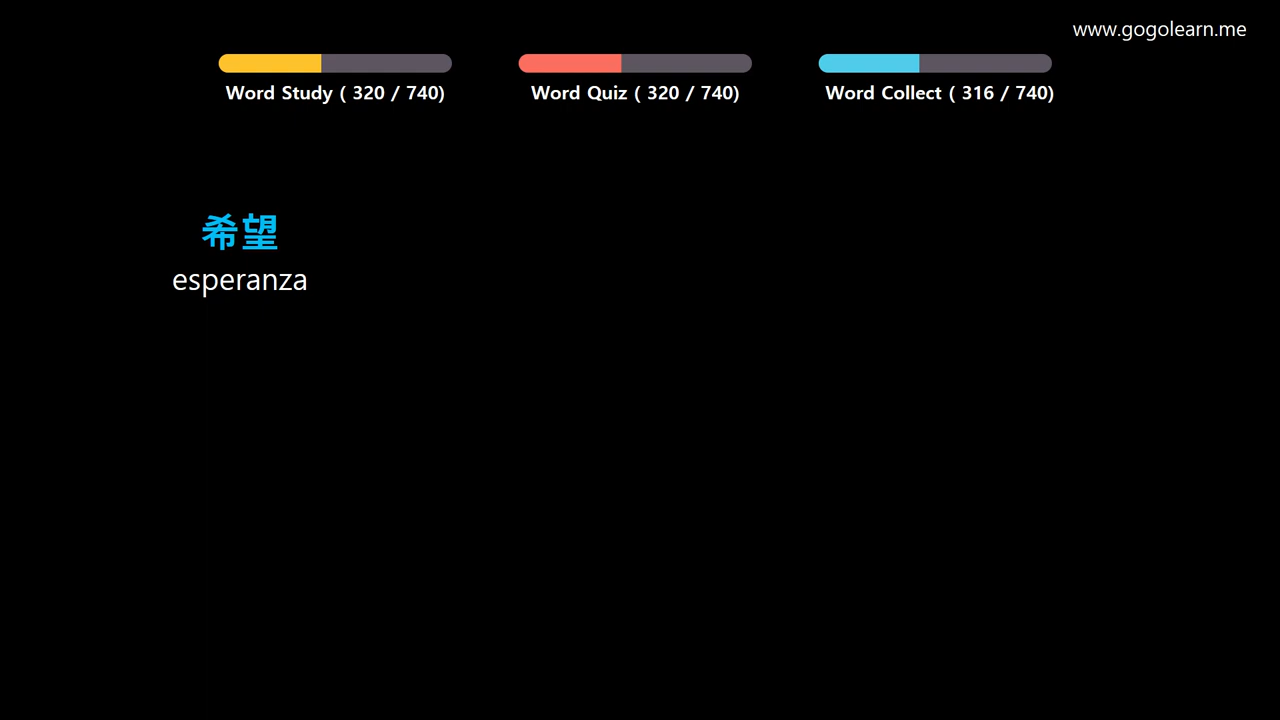 www.gogolearn.me
Word Study ( 320 / 740)
Word Quiz ( 320 / 740)
Word Collect ( 316 / 740)
希望
esperanza